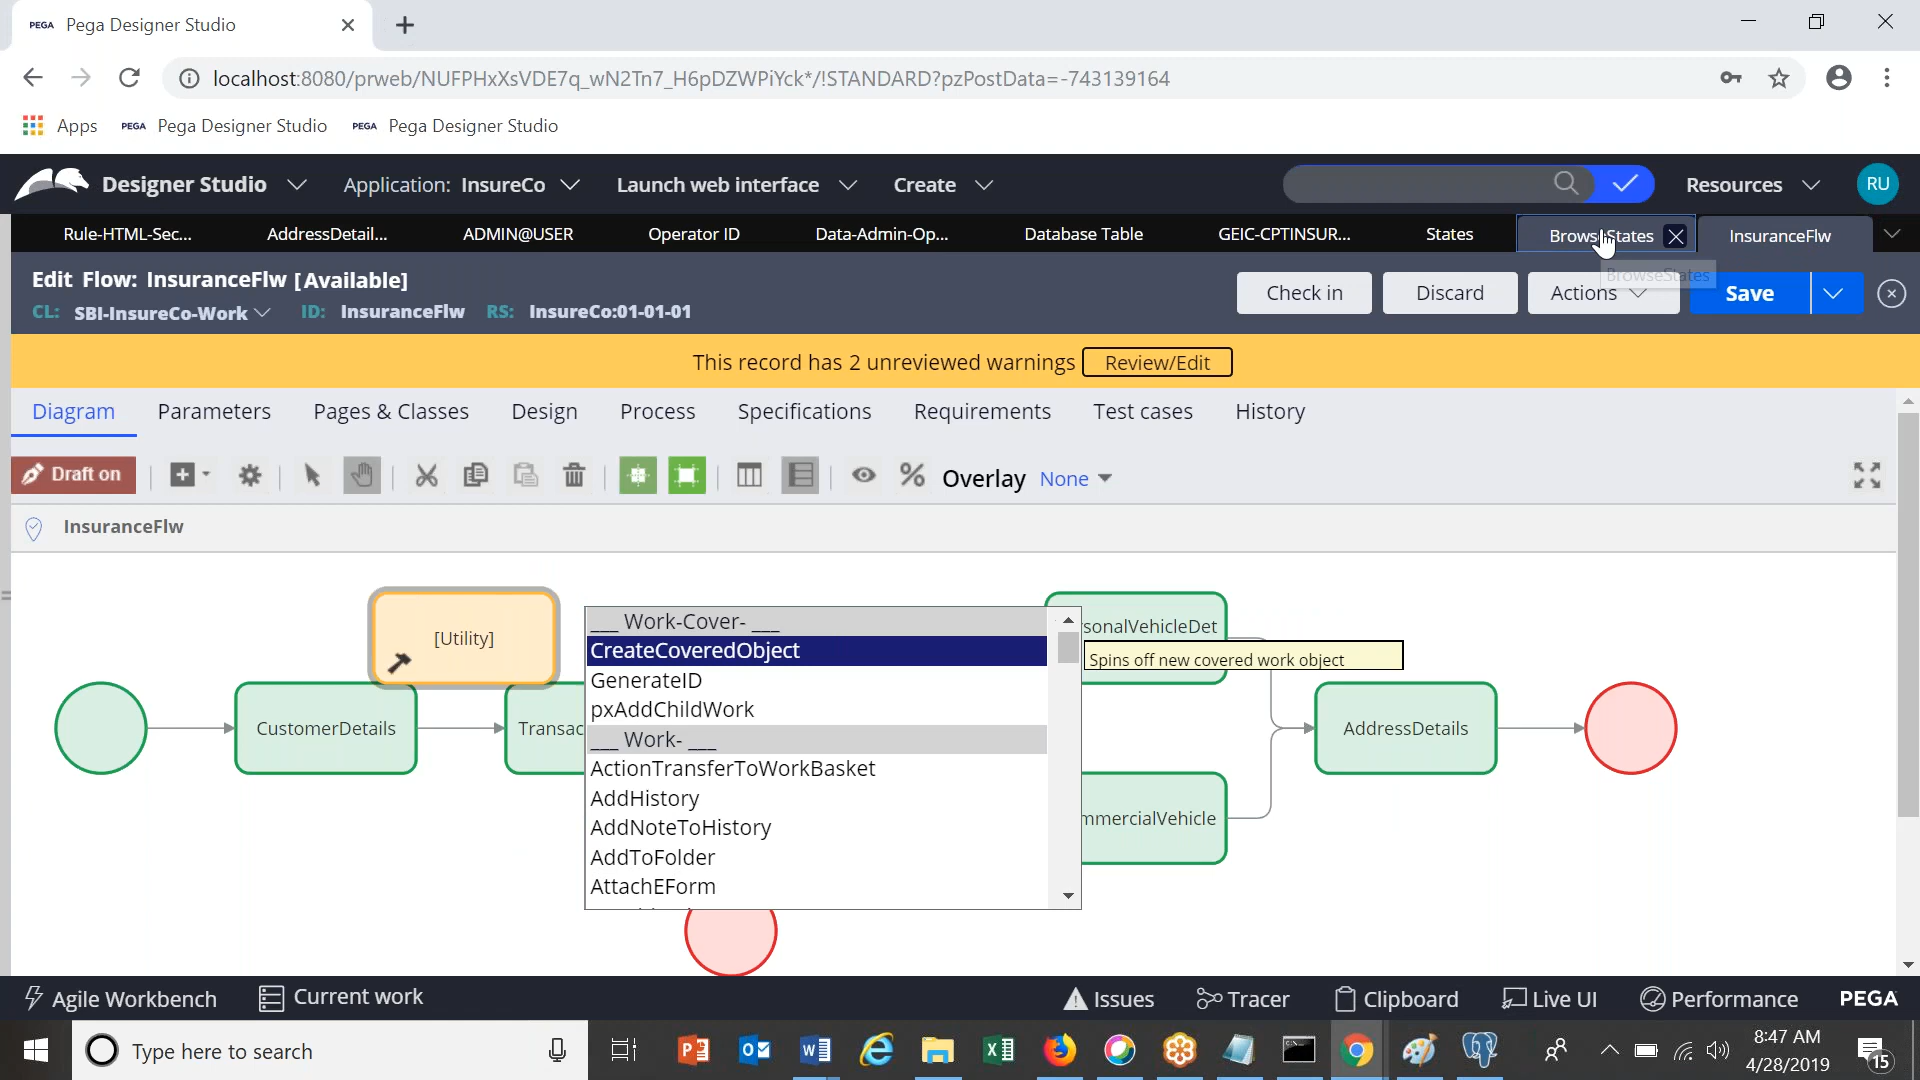 PEGA Pega Designer Studio
localhost:8080/prweb/NUFPHxXsVDE7q_wN2Tn7_H6pDZWPiYck*/!STANDARD?pzPostData=-743139164
Apps PEGA Pega Designer Studio PEGA Pega Designer Studio
Designer Studio Application: InsureCo Launch web interface Create Resources RU
Rule-HTML-Sec... AddressDetail... ADMIN@USER Operator ID Data-Admin-Op... Database Table GEIC-CPTINSUR... States BrowseStates InsuranceFlw
BrowseStates
Edit Flow: InsuranceFlw [Available]
CL: SBI-InsureCo-Work ID: InsuranceFlw RS: InsureCo:01-01-01
Check in Discard Actions Save
This record has 2 unreviewed warnings Review/Edit
Diagram Parameters Pages & Classes Design Process Specifications Requirements Test cases History
Draft on Overlay None
InsuranceFlw
[Utility]
CustomerDetails
Transac
sonalVehicleDet
mmercialVehicle
AddressDetails
___ Work-Cover- ___
CreateCoveredObject
GenerateID
pxAddChildWork
___ Work- ___
ActionTransferToWorkBasket
AddHistory
AddNoteToHistory
AddToFolder
AttachEForm
Spins off new covered work object
Agile Workbench Current work Issues Tracer Clipboard Live UI Performance PEGA
Type here to search
8:47 AM
4/28/2019
15